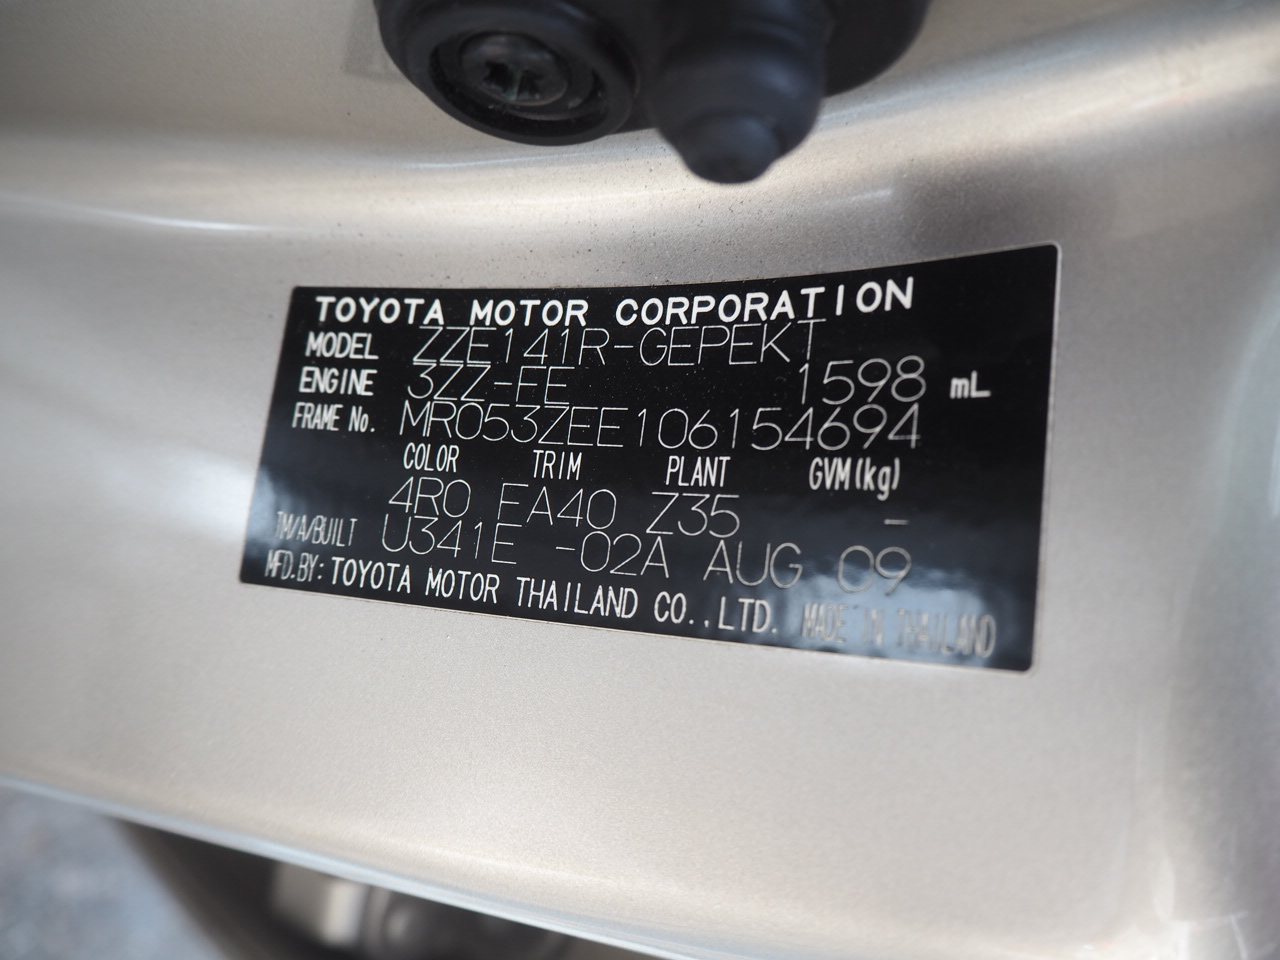 TOYOTA MOTOR CORPORATION
MODEL ZZE141R-GEPEKT
ENGINE 3ZZ-FE 1598 mL
FRAME No. MR053ZEE106154694
COLOR TRIM PLANT GVM(kg)
4R0 FA40 Z35 -
TM/A/BUILT U341E -02A AUG 09
MFD.BY: TOYOTA MOTOR THAILAND CO.,LTD. MADE IN THAILAND